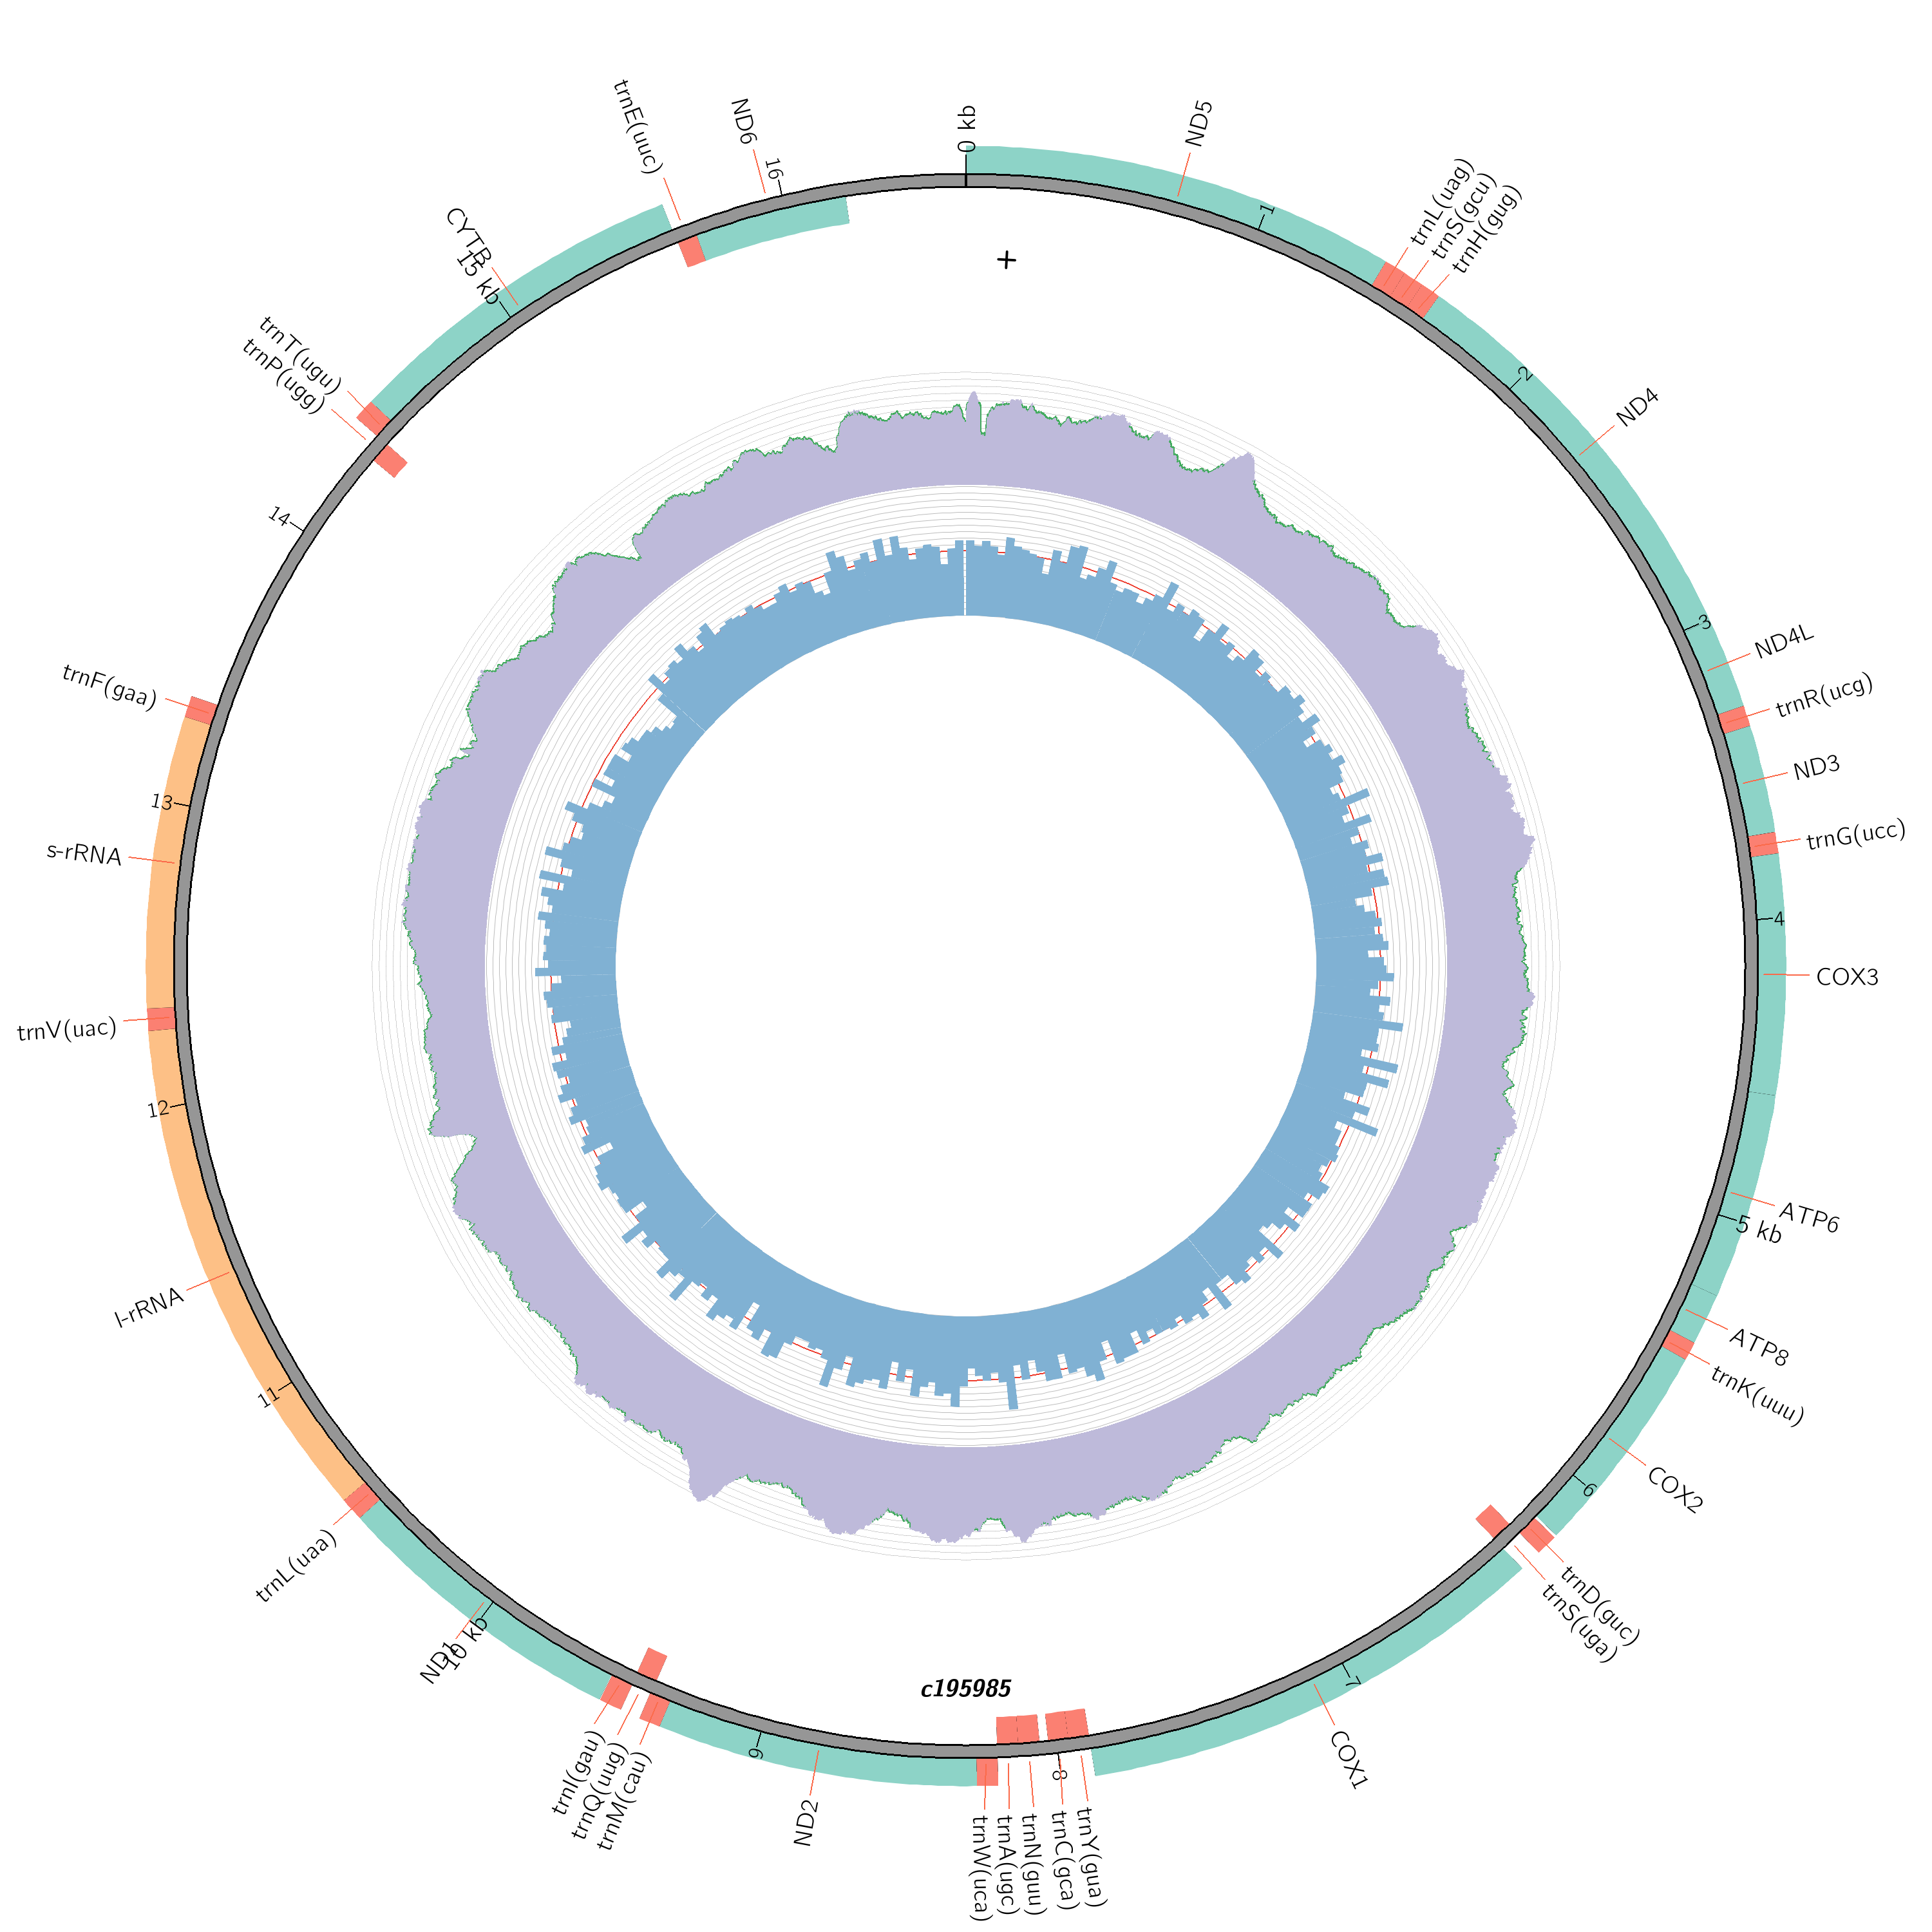 0 kb
ND5
1
trnL(uag)
trnS(gcu)
trnH(gug)
2
ND4
3
ND4L
trnR(ucg)
ND3
trnG(ucc)
4
COX3
ATP6
5 kb
ATP8
trnK(uuu)
COX2
6
trnD(guc)
trnS(uga)
7
COX1
trnY(gua)
8
trnC(gca)
trnN(guu)
trnA(ugc)
trnW(uca)
ND2
9
trnM(cau)
trnQ(uug)
trnI(gau)
ND1
10 kb
trnL(uaa)
11
l-rRNA
12
trnV(uac)
s-rRNA
13
trnF(gaa)
14
trnP(ugg)
trnT(ugu)
15 kb
CYTB
trnE(uuc)
ND6
16
+
c195985